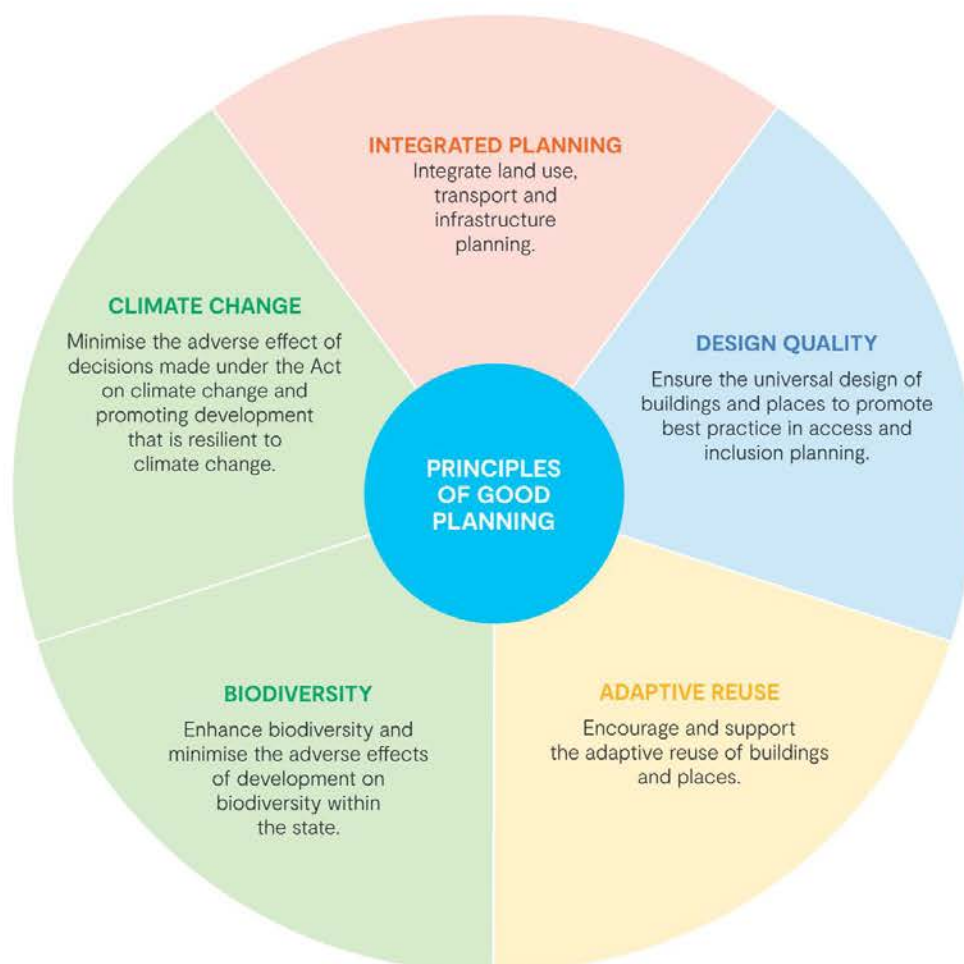 INTEGRATED PLANNING
Integrate land use,
transport and
infrastructure
planning.
DESIGN QUALITY
Ensure the universal design of
buildings and places to promote
best practice in access and
inclusion planning.
ADAPTIVE REUSE
Encourage and support
the adaptive reuse of buildings
and places.
BIODIVERSITY
Enhance biodiversity and
minimise the adverse effects
of development on
biodiversity within
the state.
CLIMATE CHANGE
Minimise the adverse effect of
decisions made under the Act
on climate change and
promoting development
that is resilient to
climate change.
PRINCIPLES
OF GOOD
PLANNING